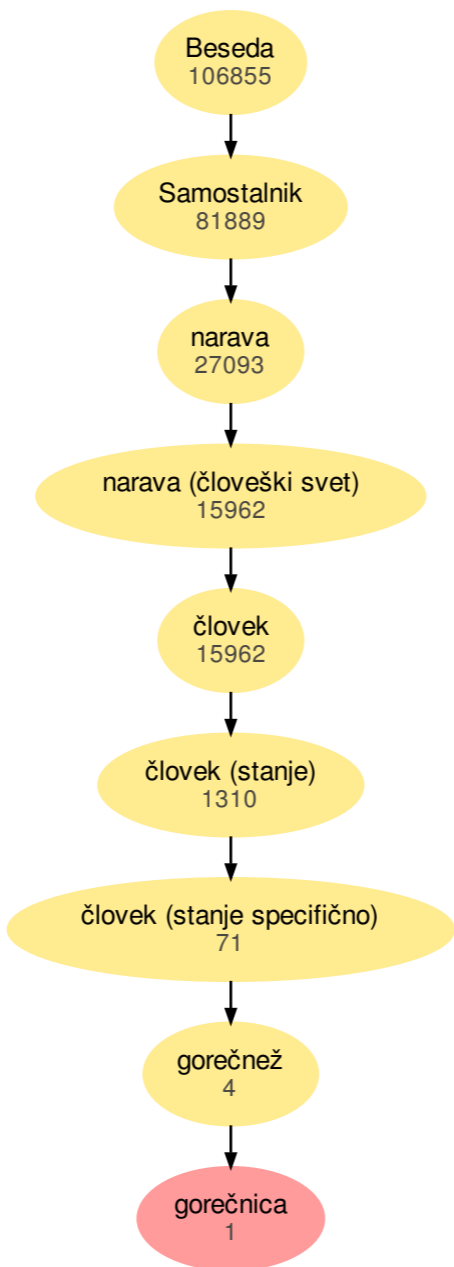 Beseda
106855
Samostalnik
81889
narava
27093
narava (človeški svet)
15962
človek
15962
človek (stanje)
1310
človek (stanje specifično)
71
gorečnež
4
gorečnica
1